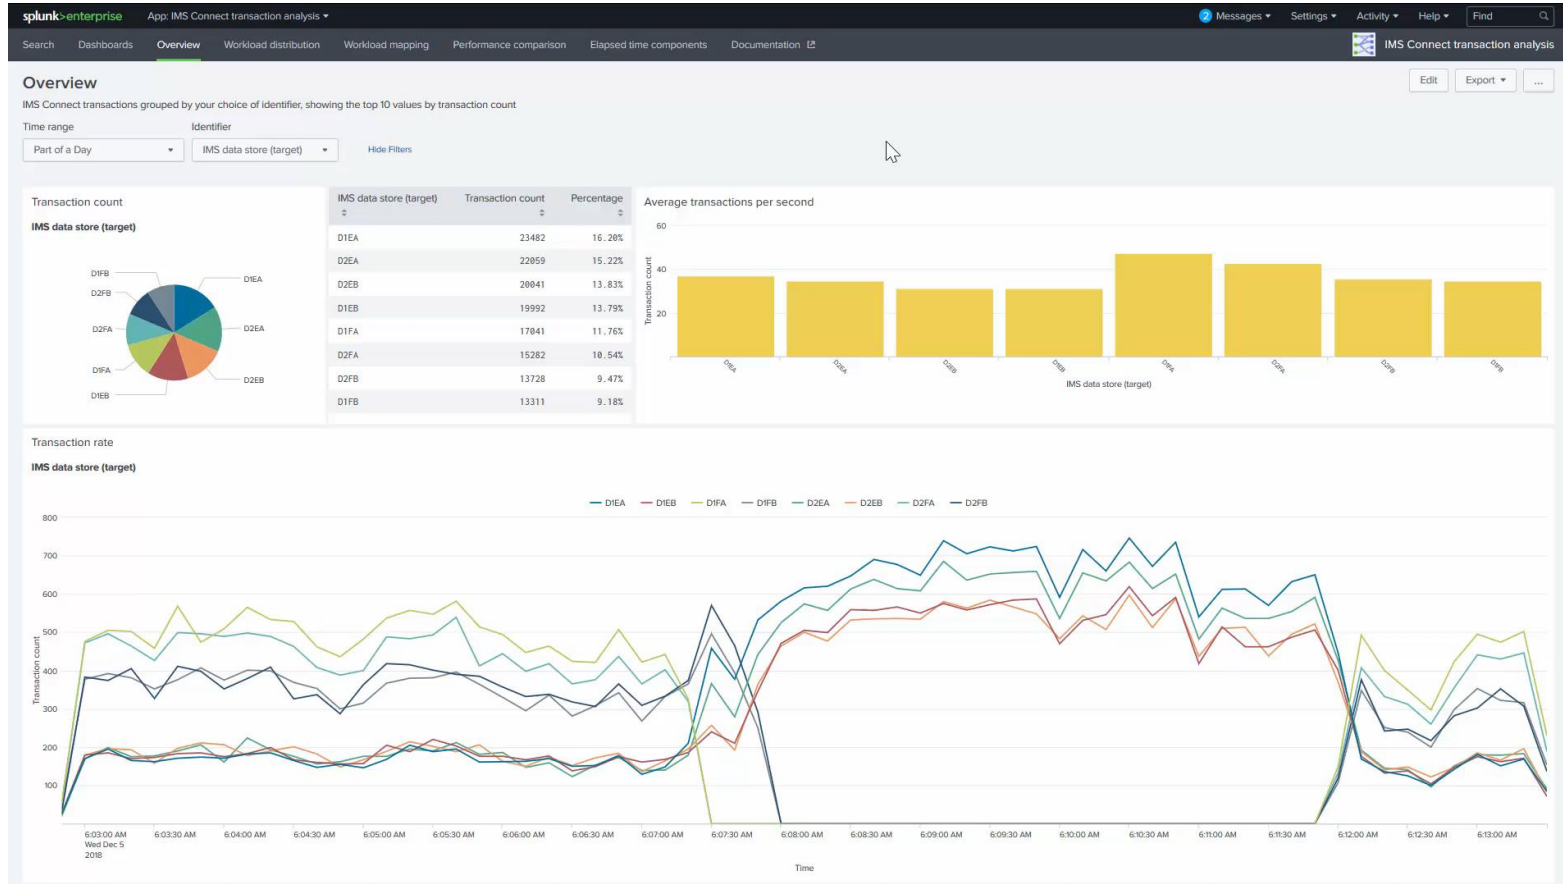 splunk>enterprise App: IMS Connect transaction analysis 2 Messages Settings Activity Help Find
Search Dashboards Overview Workload distribution Workload mapping Performance comparison Elapsed time components Documentation IMS Connect transaction analysis
Overview
Edit Export ...
IMS Connect transactions grouped by your choice of identifier, showing the top 10 values by transaction count
Time range Identifier
Part of a Day IMS data store (target) Hide Filters
Transaction count
IMS data store (target)
D1FB
D1EA
D2FB
D2FA
D2EA
D1FA
D2EB
D1EB
IMS data store (target) Transaction count Percentage
D1EA 23482 16.20%
D2EA 22059 15.22%
D2EB 20041 13.83%
D1EB 19992 13.79%
D1FA 17041 11.76%
D2FA 15282 10.54%
D2FB 13728 9.47%
D1FB 13311 9.18%
Average transactions per second
Transaction count
60
40
20
D1EA D2EA D2EB D1EB D1FA D2FA D2FB D1FB
IMS data store (target)
Transaction rate
IMS data store (target)
D1EA D1EB D1FA D1FB D2EA D2EB D2FA D2FB
Transaction count
800
700
600
500
400
300
200
100
6:03:00 AM 6:03:30 AM 6:04:00 AM 6:04:30 AM 6:05:00 AM 6:05:30 AM 6:06:00 AM 6:06:30 AM 6:07:00 AM 6:07:30 AM 6:08:00 AM 6:08:30 AM 6:09:00 AM 6:09:30 AM 6:10:00 AM 6:10:30 AM 6:11:00 AM 6:11:30 AM 6:12:00 AM 6:12:30 AM 6:13:00 AM
Wed Dec 5
2018
Time